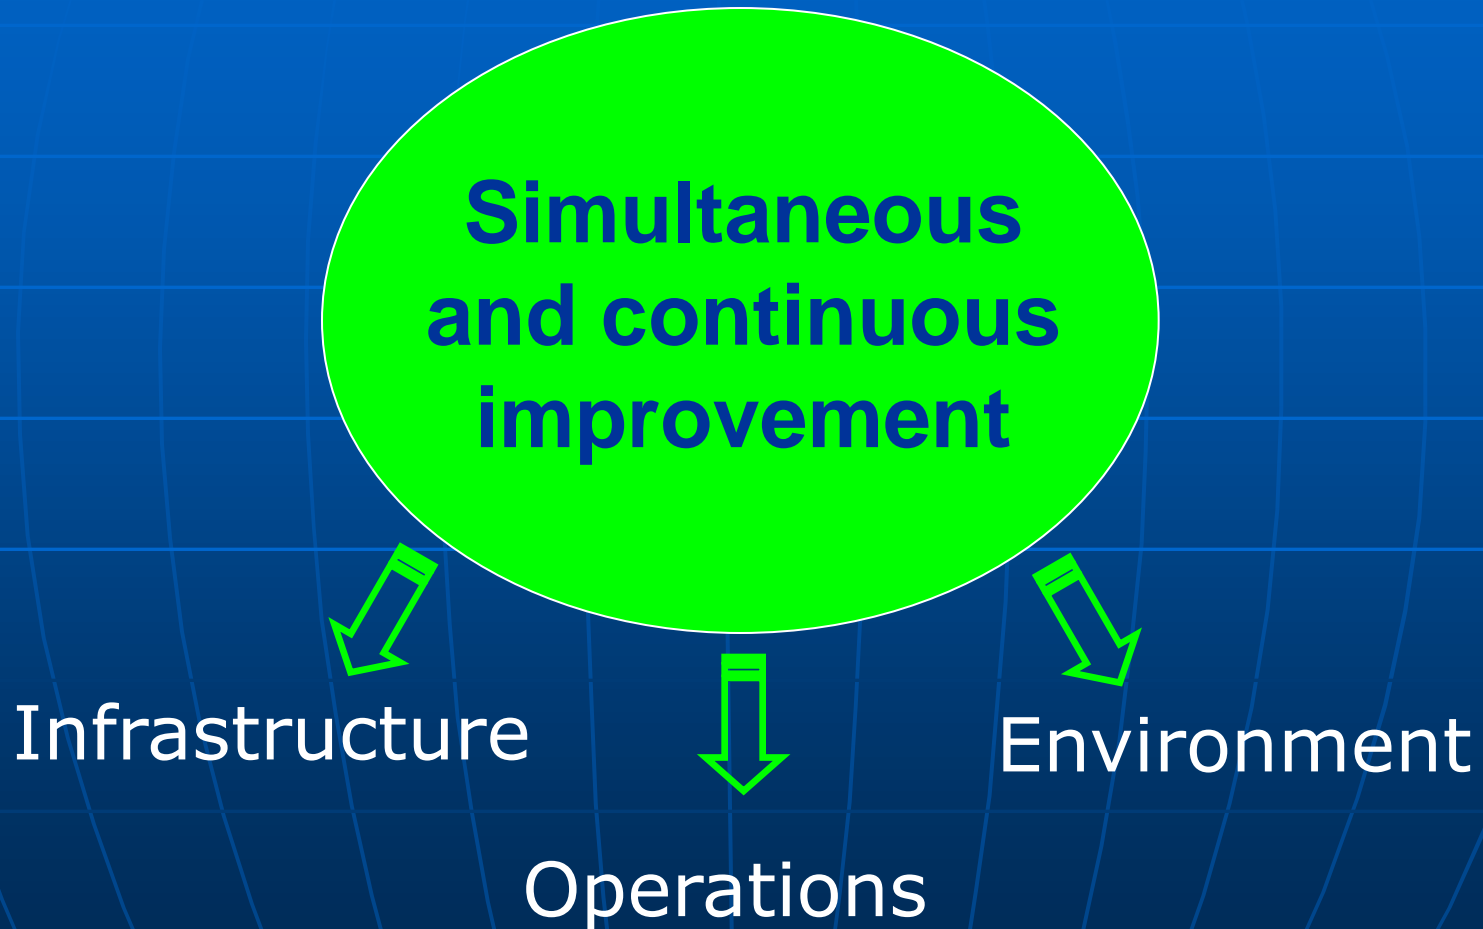 Simultaneous
and continuous
improvement
Infrastructure
Environment
Operations